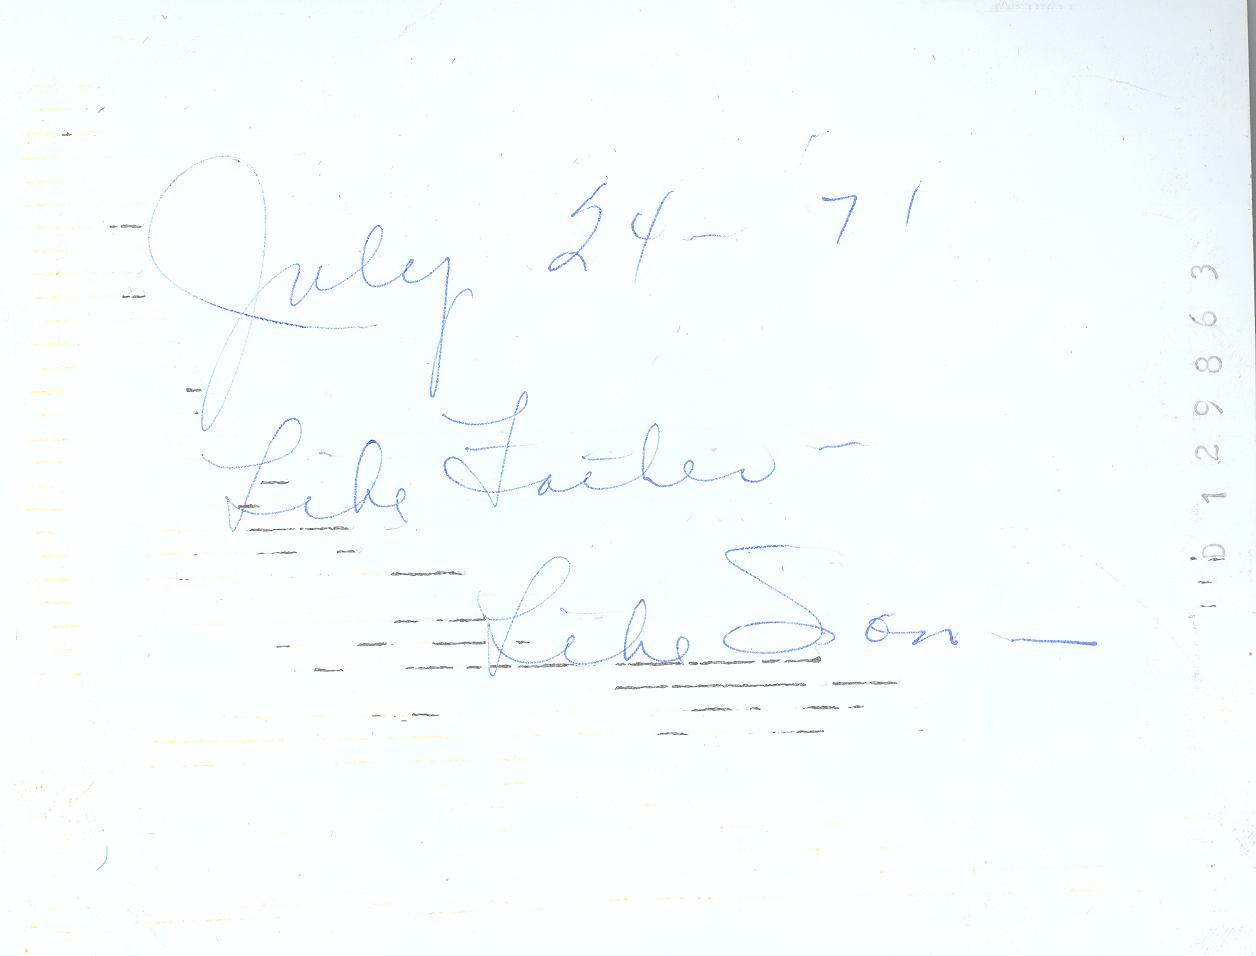 July 24- 71
Like Father -
Like Son —
D129863